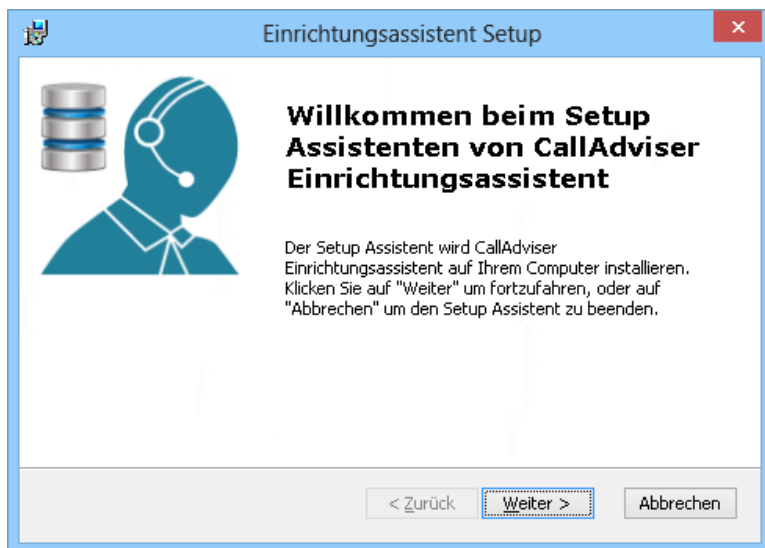 Einrichtungsassistent Setup
Willkommen beim Setup
Assistenten von CallAdviser
Einrichtungsassistent
Der Setup Assistent wird CallAdviser
Einrichtungsassistent auf Ihrem Computer installieren.
Klicken Sie auf "Weiter" um fortzufahren, oder auf
"Abbrechen" um den Setup Assistent zu beenden.
< Zurück Weiter > Abbrechen